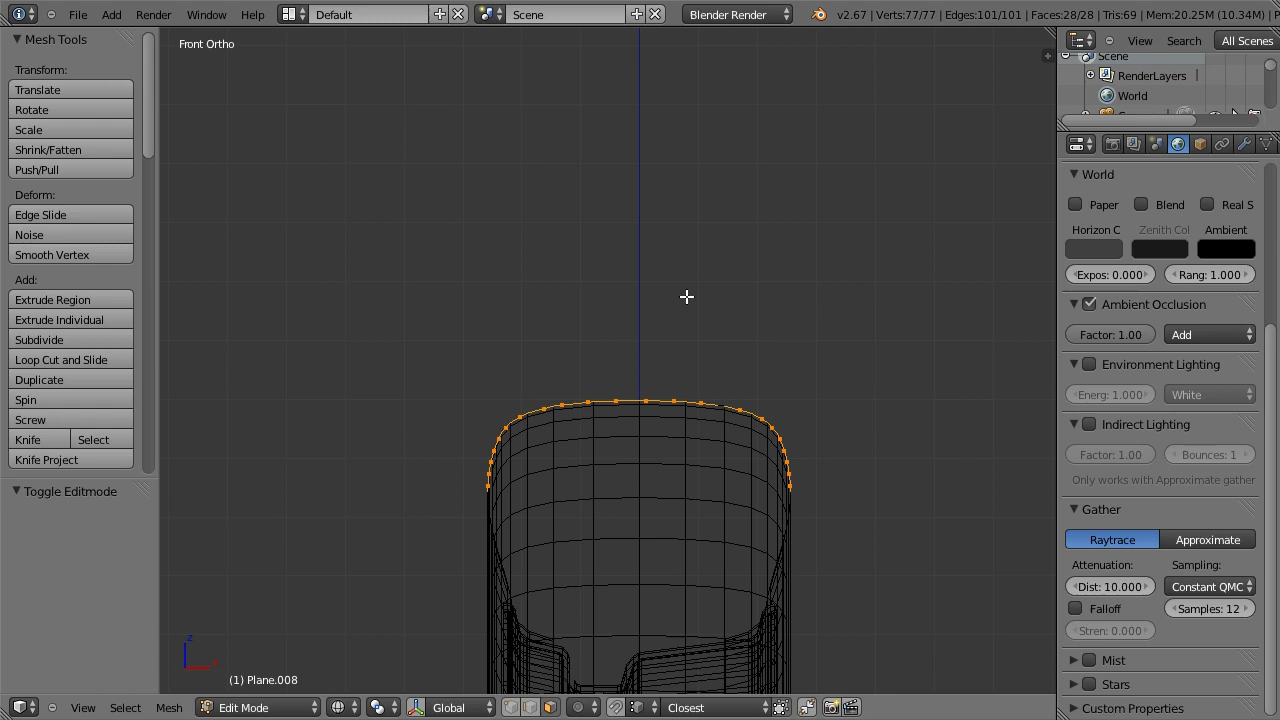 File Add Render Window Help Default Scene Blender Render v2.67 | Verts:77/77 | Edges:101/101 | Faces:28/28 | Tris:69 | Mem:20.25M (10.34M) | P
Mesh Tools
Transform:
Translate
Rotate
Scale
Shrink/Fatten
Push/Pull
Deform:
Edge Slide
Noise
Smooth Vertex
Add:
Extrude Region
Extrude Individual
Subdivide
Loop Cut and Slide
Duplicate
Spin
Screw
Knife Select
Knife Project
Toggle Editmode
Front Ortho
z
(1) Plane.008
View Select Mesh Edit Mode Global Closest
View Search All Scenes
Scene
RenderLayers
World
World
Paper Blend Real S
Horizon C Zenith Col Ambient
Expos: 0.000 Rang: 1.000
Ambient Occlusion
Factor: 1.00 Add
Environment Lighting
Energ: 1.000 White
Indirect Lighting
Factor: 1.00 Bounces: 1
Only works with Approximate gather
Gather
Raytrace Approximate
Attenuation: Sampling:
Dist: 10.000 Constant QMC
Falloff Samples: 12
Stren: 0.000
Mist
Stars
Custom Properties